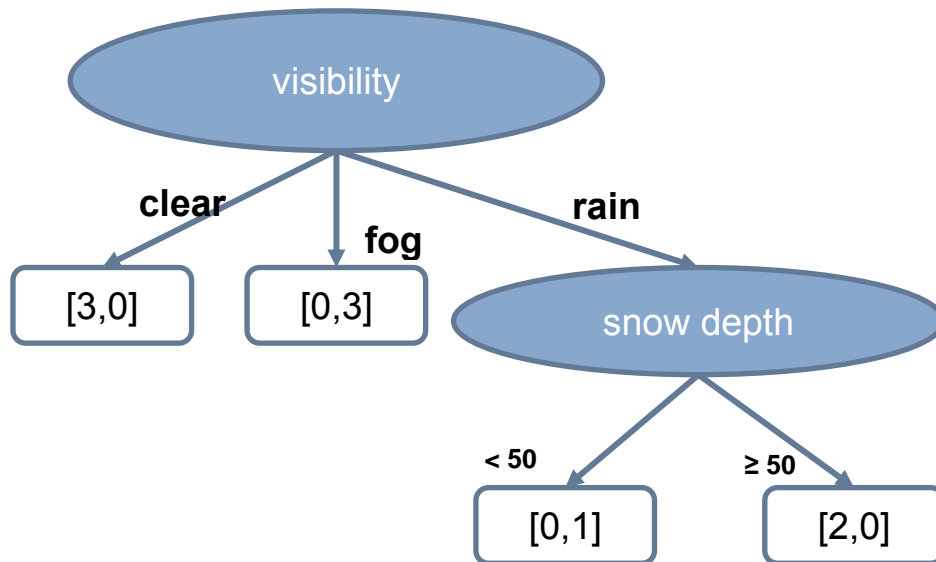 visibility
clear
fog
rain
[3,0]
[0,3]
snow depth
< 50
≥ 50
[0,1]
[2,0]